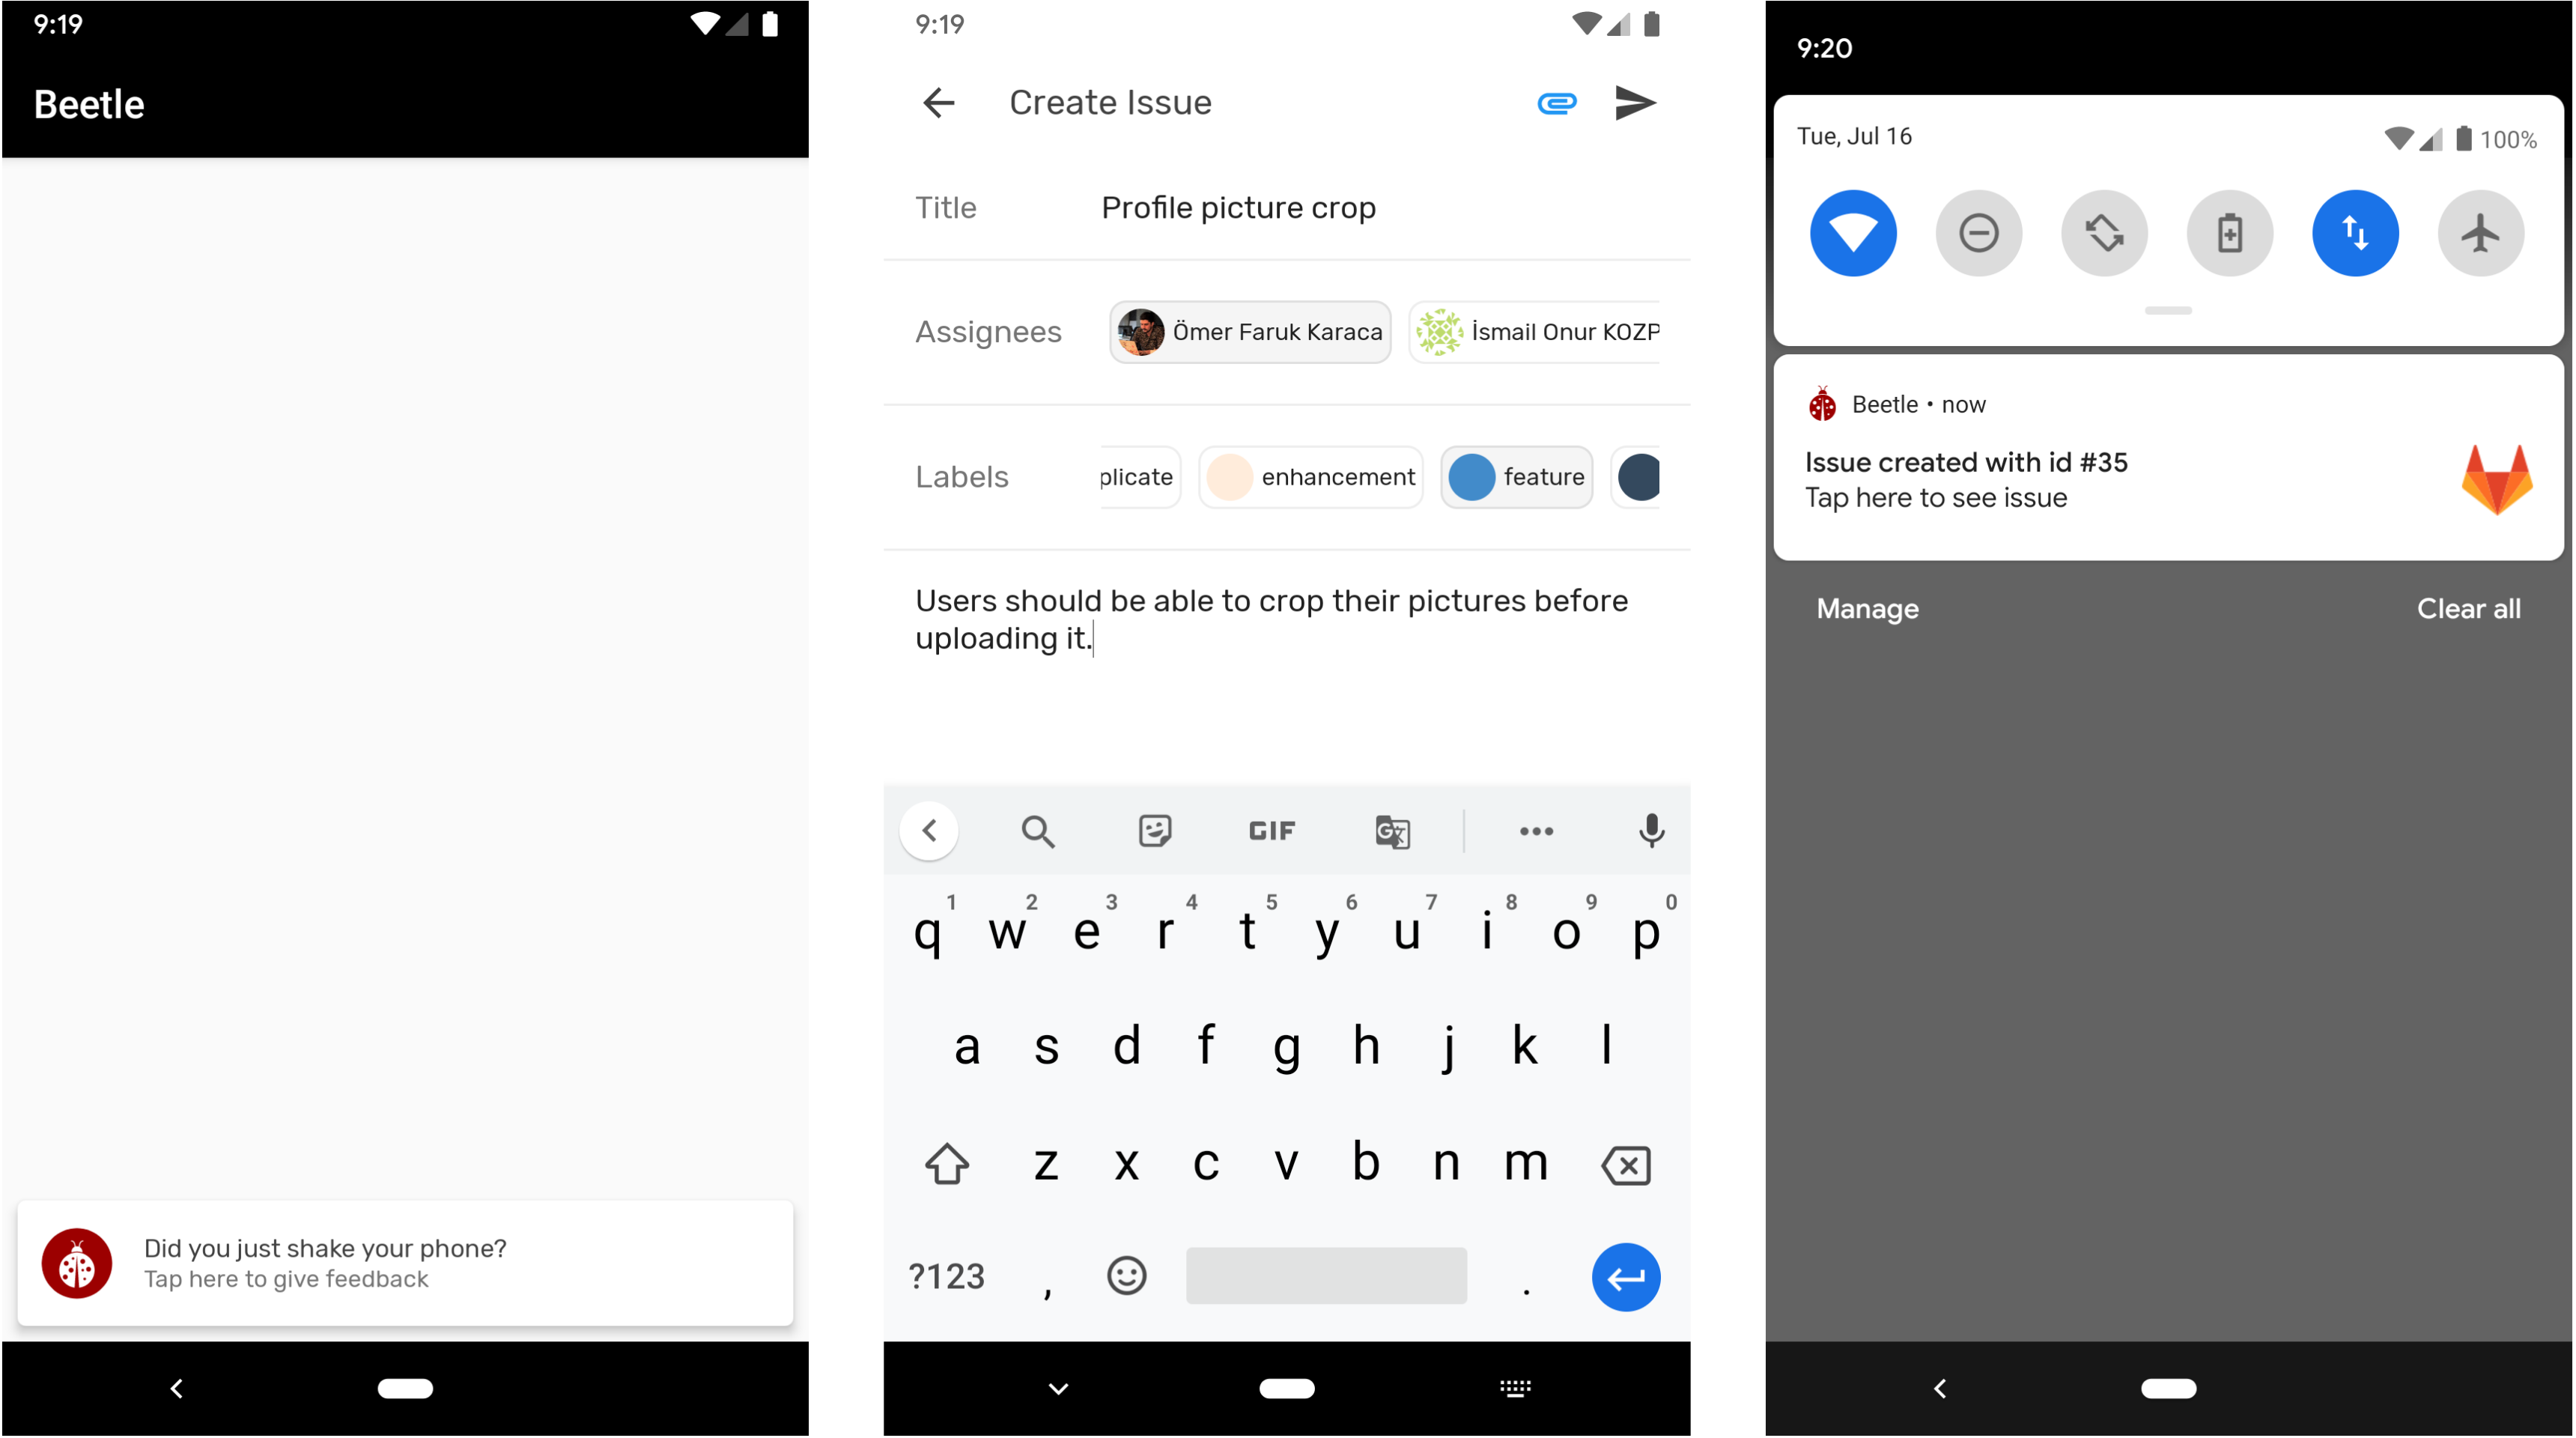 9:19
Beetle
Did you just shake your phone?
Tap here to give feedback
9:19
Create Issue
Title Profile picture crop
Assignees Ömer Faruk Karaca İsmail Onur KOZP
Labels plicate enhancement feature
Users should be able to crop their pictures before
uploading it.
GIF G文
1 2 3 4 5 6 7 8 9 0
q w e r t y u i o p
a s d f g h j k l
z x c v b n m
?123 , .
9:20
Tue, Jul 16 100%
Beetle • now
Issue created with id #35
Tap here to see issue
Manage Clear all